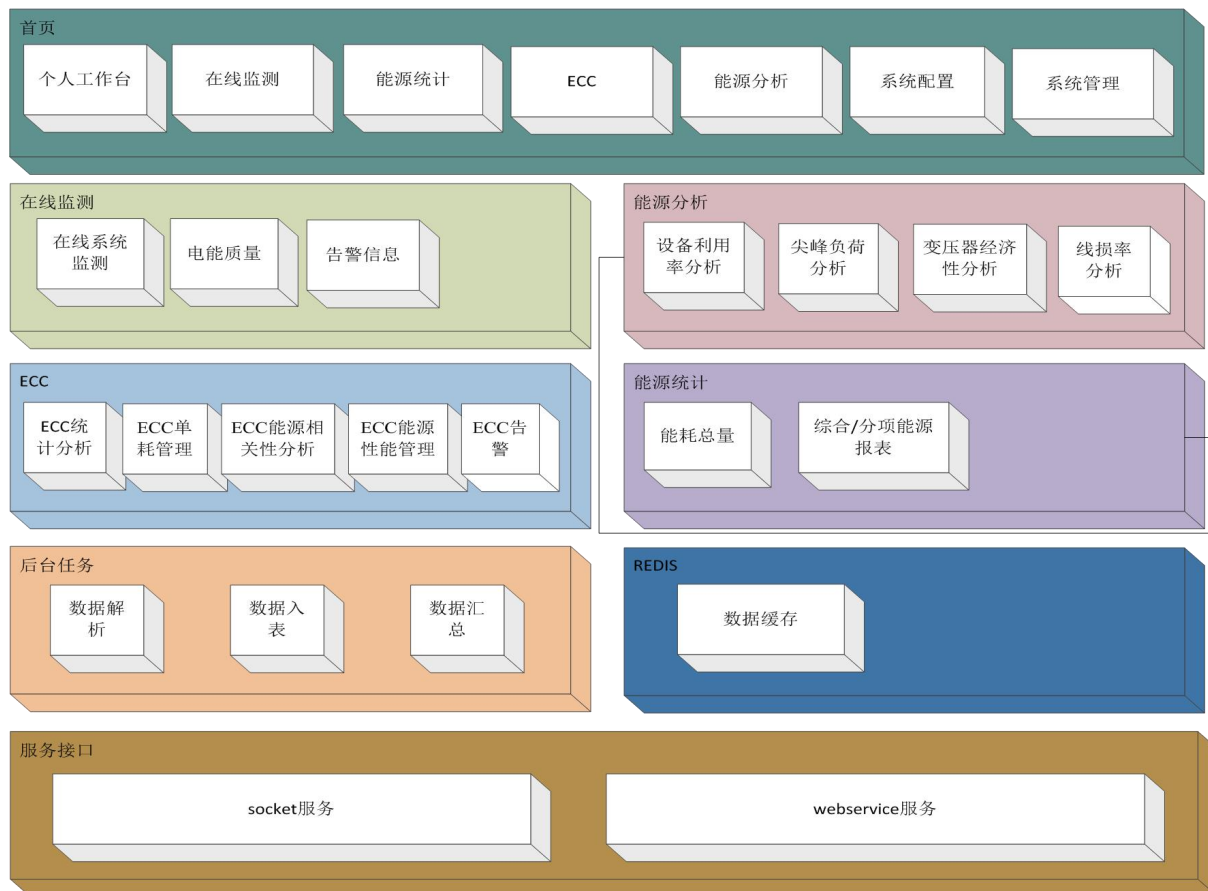 首页
个人工作台
在线监测
能源统计
ECC
能源分析
系统配置
系统管理
在线监测
在线系统
监测
电能质量
告警信息
能源分析
设备利用
率分析
尖峰负荷
分析
变压器经济
性分析
线损率
分析
ECC
ECC统
计分析
ECC单
耗管理
ECC能源相
关性分析
ECC能源
性能管理
ECC告
警
能源统计
能耗总量
综合/分项能源
报表
后台任务
数据解
析
数据入
表
数据汇
总
REDIS
数据缓存
服务接口
socket服务
webservice服务